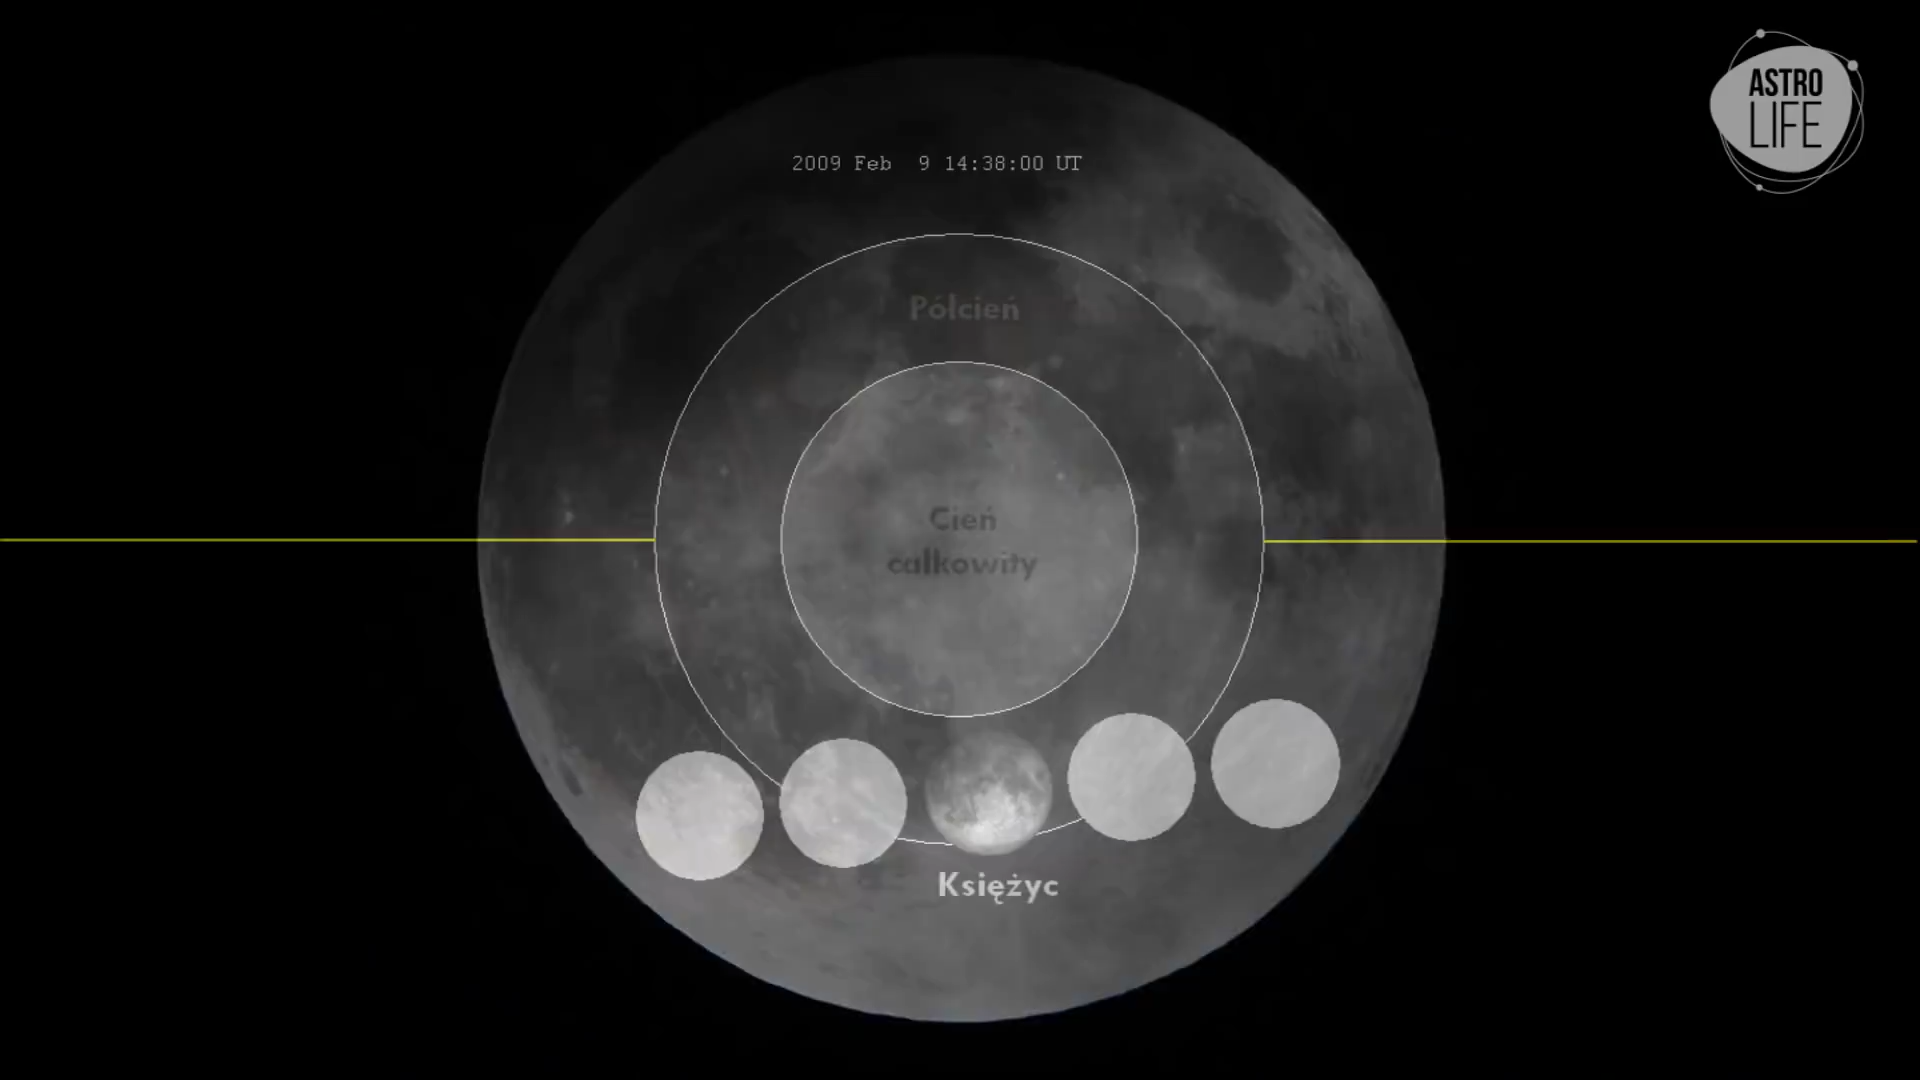 ASTRO
LIFE
2009 Feb  9 14:38:00 UT
Półcień
Cień
całkowity
Księżyc